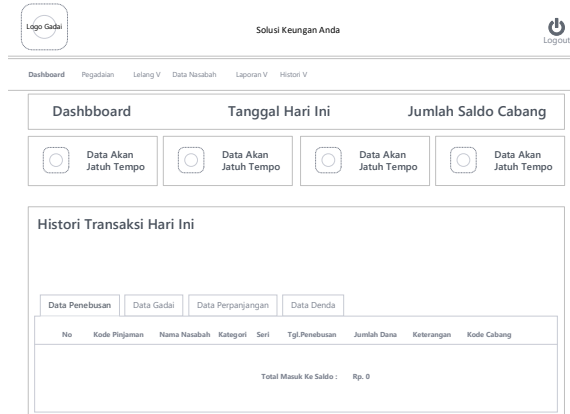 Logo Gadai
Solusi Keungan Anda
Logout
Dashboard Pegadaian Lelang V Data Nasabah Laporan V Histori V
Dashbboard Tanggal Hari Ini Jumlah Saldo Cabang
Data Akan
Jatuh Tempo
Data Akan
Jatuh Tempo
Data Akan
Jatuh Tempo
Data Akan
Jatuh Tempo
Histori Transaksi Hari Ini
Data Penebusan Data Gadai Data Perpanjangan Data Denda
No Kode Pinjaman Nama Nasabah Kategori Seri Tgl.Penebusan Jumlah Dana Keterangan Kode Cabang
Total Masuk Ke Saldo : Rp. 0